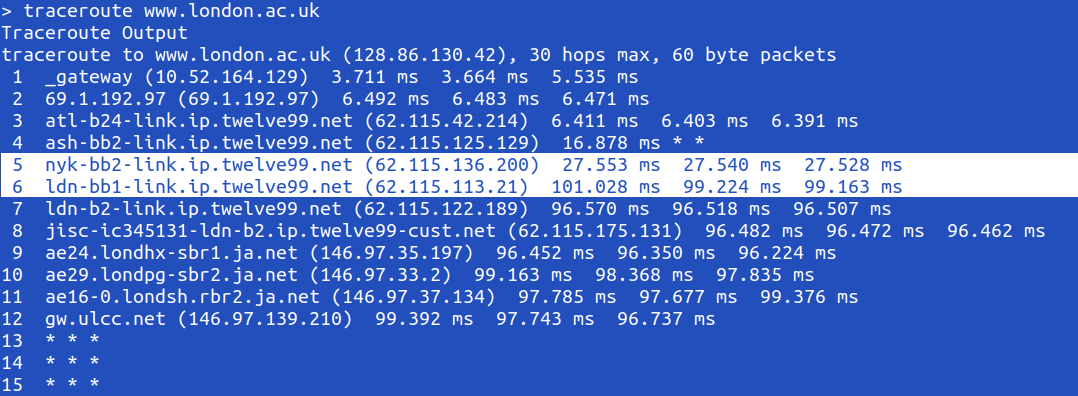 > traceroute www.london.ac.uk
Traceroute Output
traceroute to www.london.ac.uk (128.86.130.42), 30 hops max, 60 byte packets
 1  _gateway (10.52.164.129)  3.711 ms  3.664 ms  5.535 ms
 2  69.1.192.97 (69.1.192.97)  6.492 ms  6.483 ms  6.471 ms
 3  atl-b24-link.ip.twelve99.net (62.115.42.214)  6.411 ms  6.403 ms  6.391 ms
 4  ash-bb2-link.ip.twelve99.net (62.115.125.129)  16.878 ms * *
 5  nyk-bb2-link.ip.twelve99.net (62.115.136.200)  27.553 ms  27.540 ms  27.528 ms
 6  ldn-bb1-link.ip.twelve99.net (62.115.113.21)  101.028 ms  99.224 ms  99.163 ms
 7  ldn-b2-link.ip.twelve99.net (62.115.122.189)  96.570 ms  96.518 ms  96.507 ms
 8  jisc-ic345131-ldn-b2.ip.twelve99-cust.net (62.115.175.131)  96.482 ms  96.472 ms  96.462 ms
 9  ae24.londhx-sbr1.ja.net (146.97.35.197)  96.452 ms  96.350 ms  96.224 ms
10  ae29.londpg-sbr2.ja.net (146.97.33.2)  99.163 ms  98.368 ms  97.835 ms
11  ae16-0.londsh.rbr2.ja.net (146.97.37.134)  97.785 ms  97.677 ms  99.376 ms
12  gw.ulcc.net (146.97.139.210)  99.392 ms  97.743 ms  96.737 ms
13  * * *
14  * * *
15  * * *